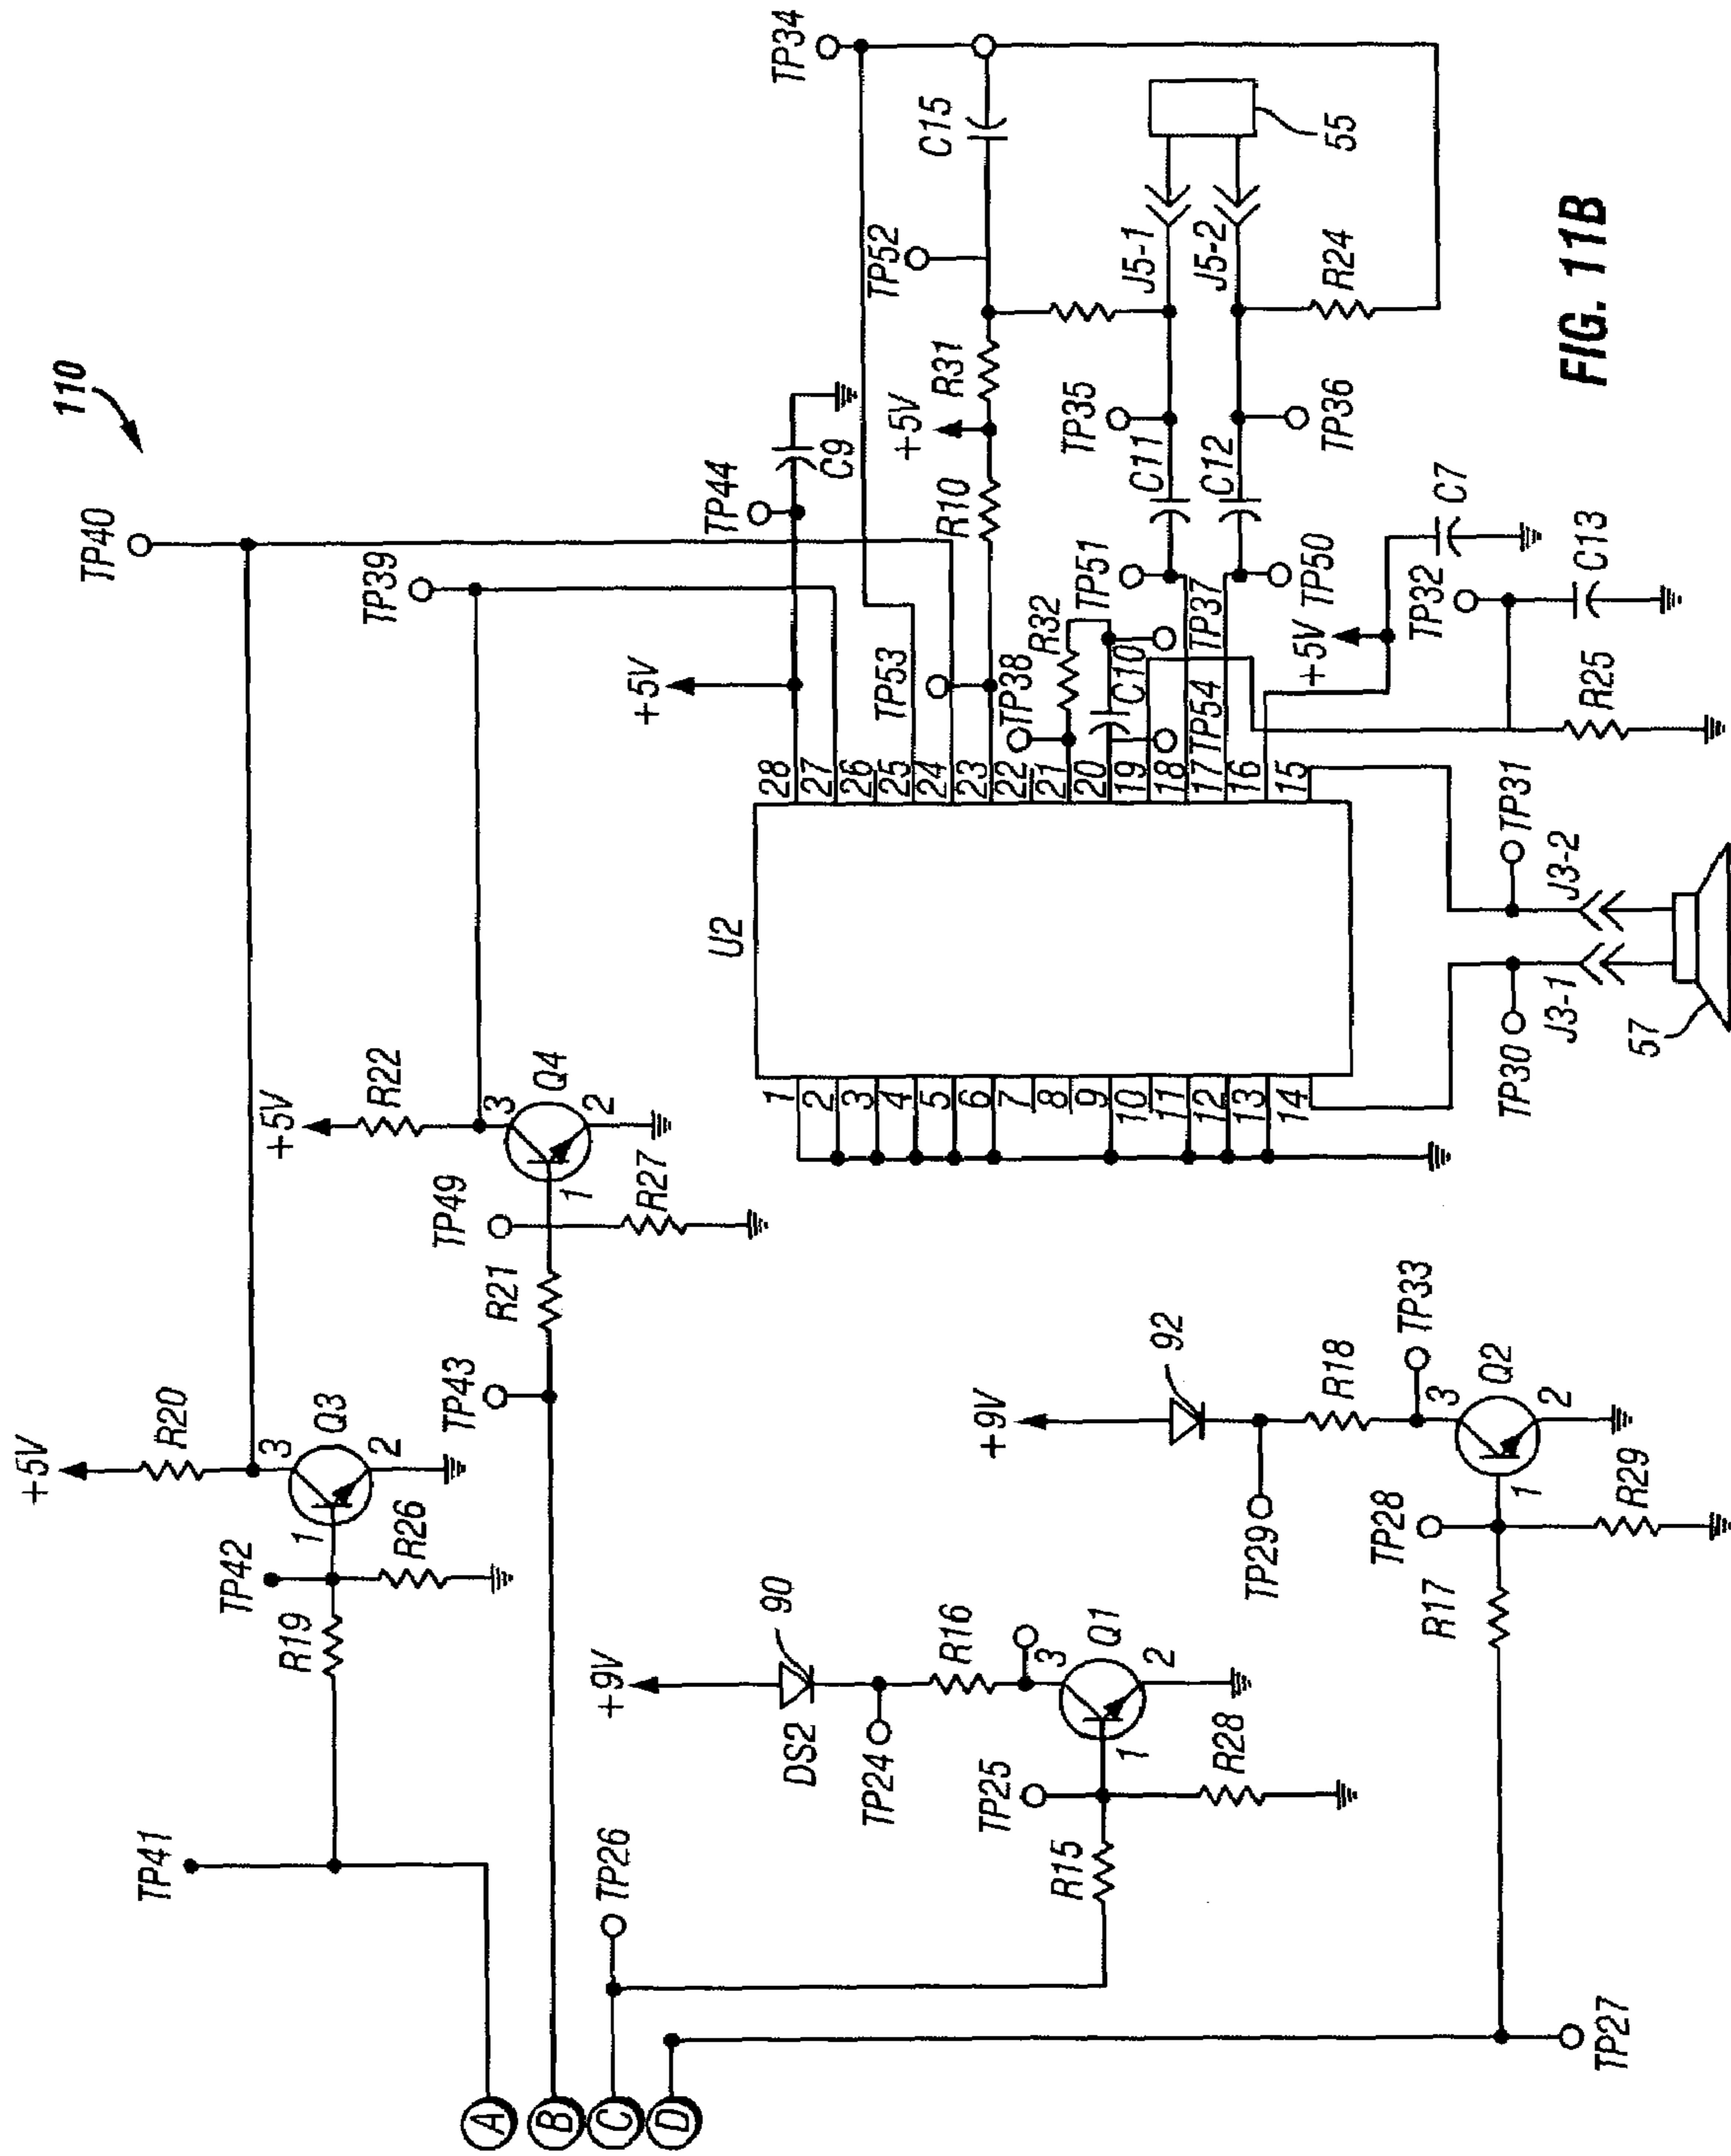 110
TP40
TP39
TP34
+5V
R20
3
Q3
2
1
TP42
R19
R26
TP41
+5V
R22
3
Q4
2
1
TP49
R21
R27
TP43
A
B
C
D
TP26
+9V
DS2
90
TP24
R16
3
Q1
2
1
TP25
R15
R28
+9V
92
TP29
R18
TP33
3
Q2
2
1
TP28
R17
R29
TP27
U2
1
2
3
4
5
6
7
8
9
10
11
12
13
14
28
27
26
25
24
23
22
21
20
19
18
17
16
15
+5V
TP44
C9
TP53
R10
+5V
R31
TP52
C15
TP38
R32
TP51
C10
TP37
TP54
C11
C12
TP35
TP36
J5-1
J5-2
55
R24
TP50
+5V
C7
TP32
C13
R25
TP30
TP31
J3-1
J3-2
57
FIG. 11B